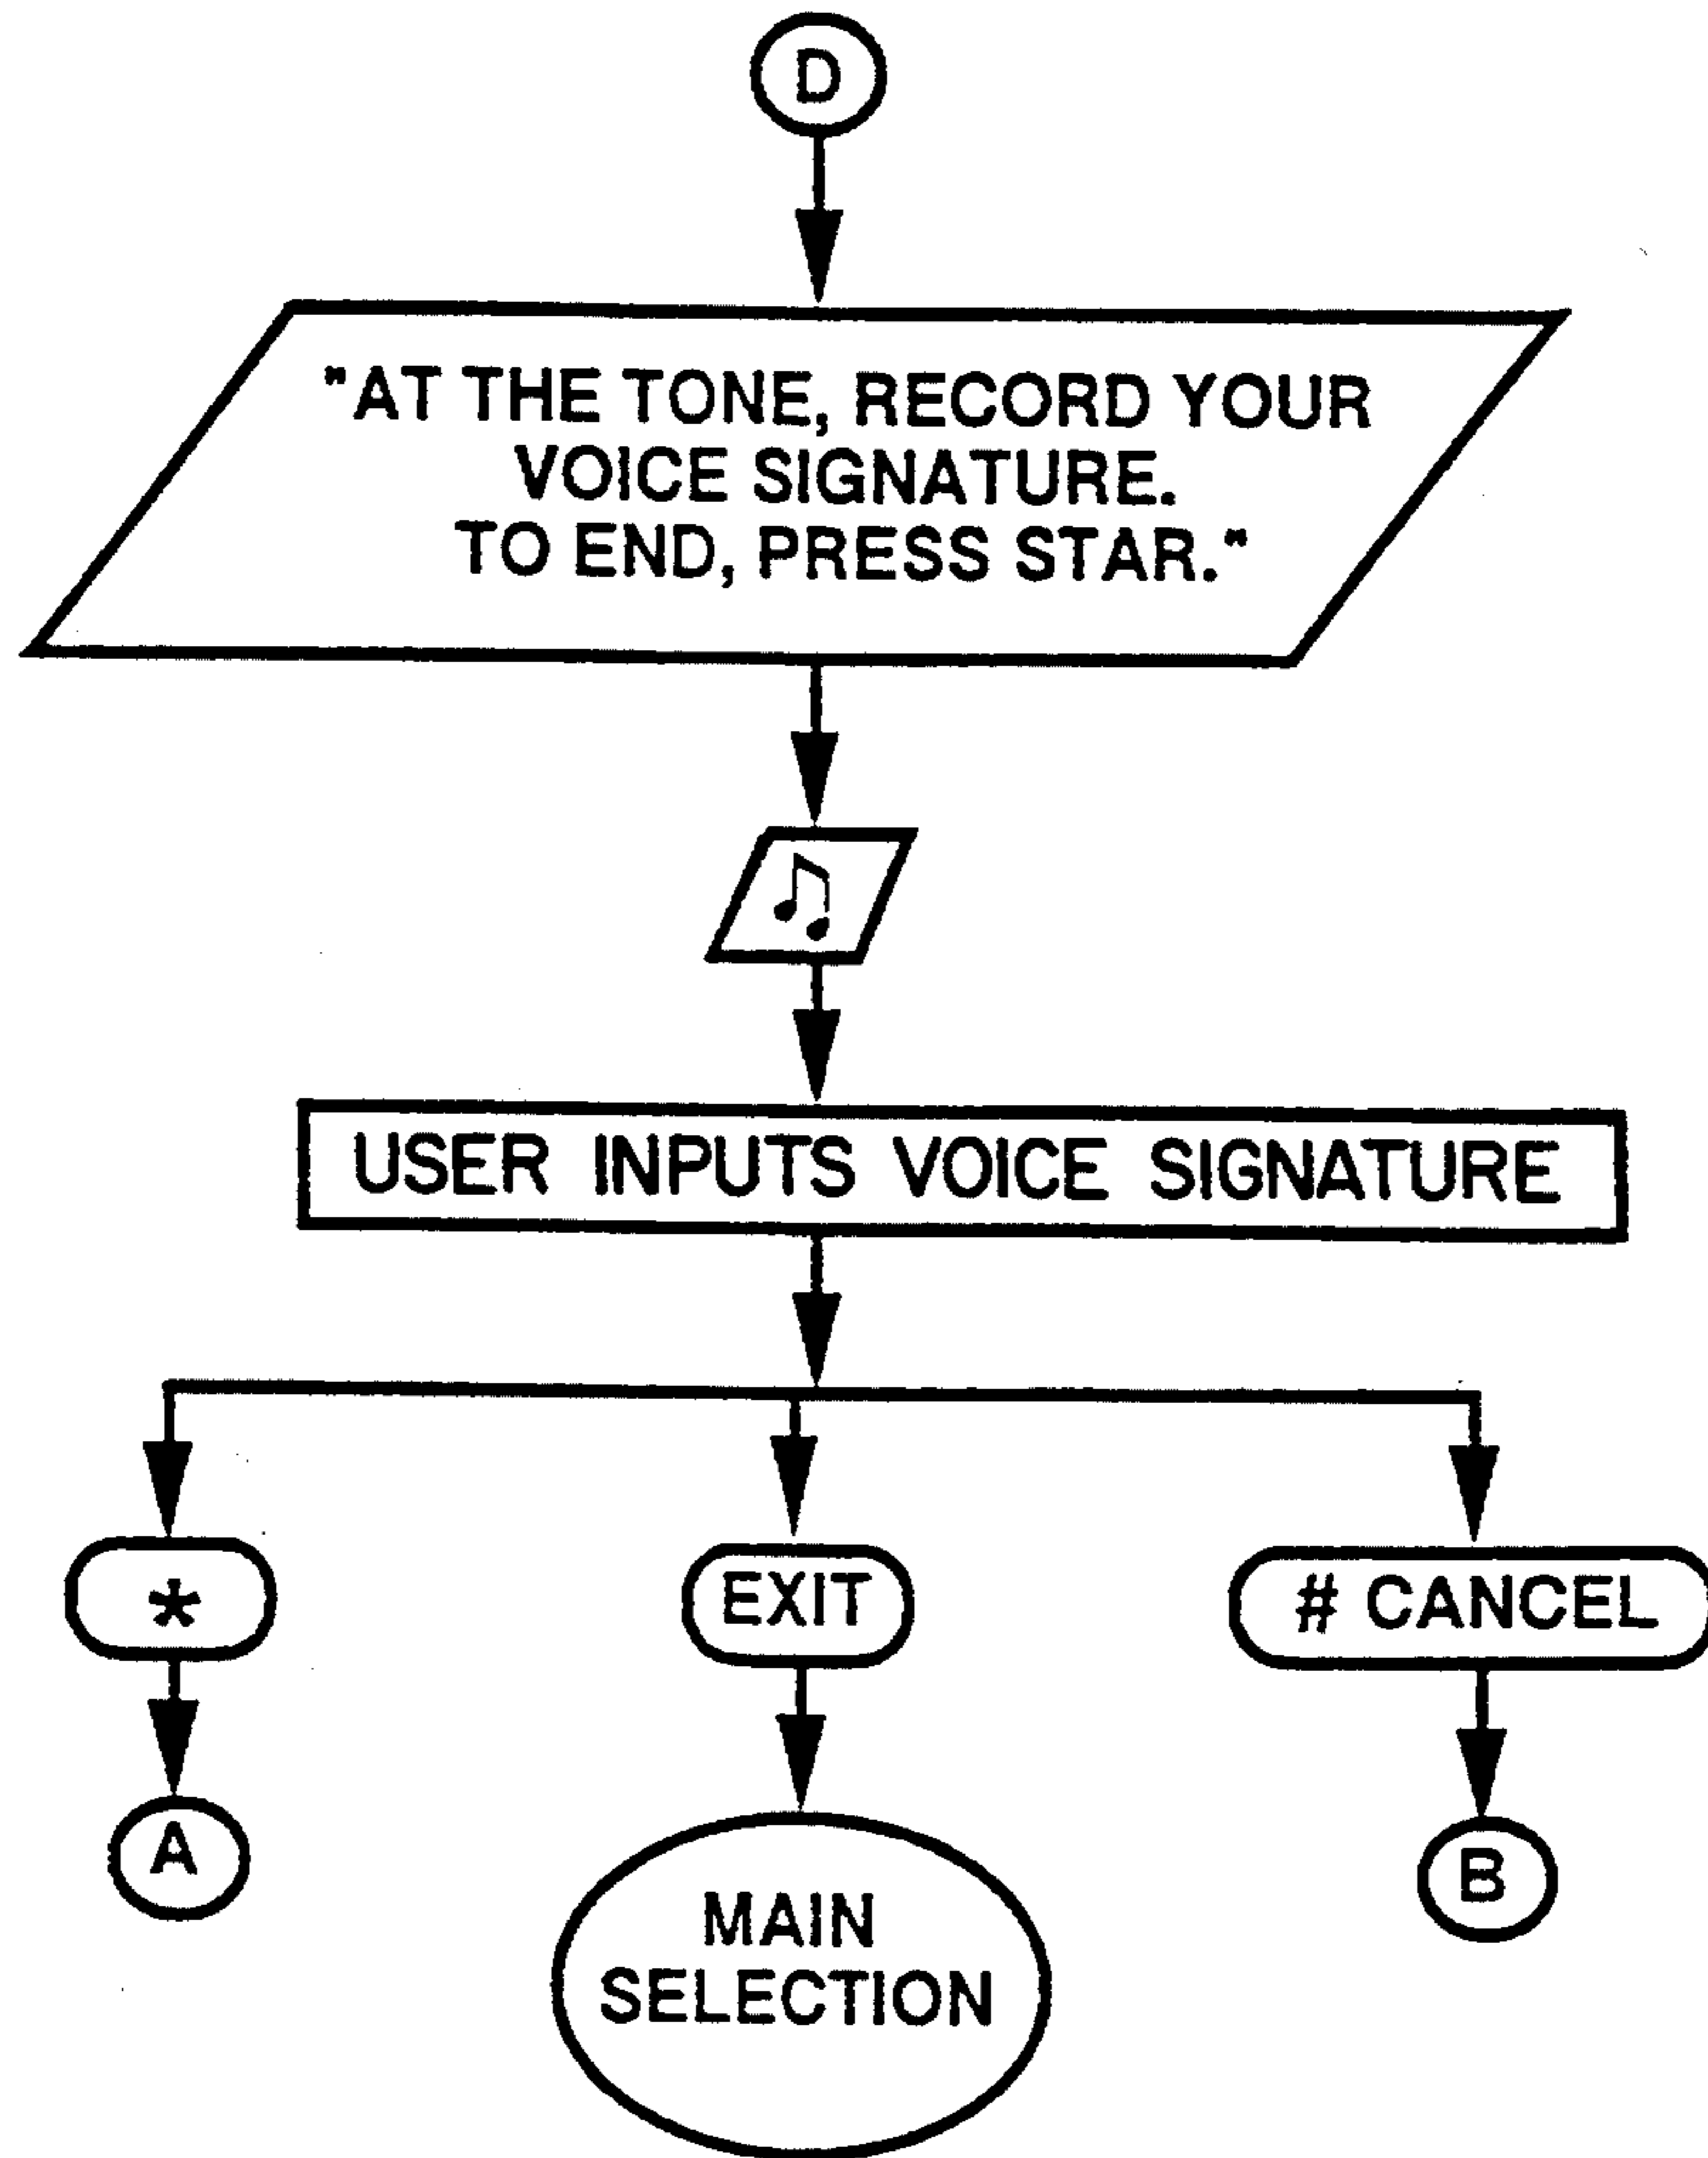 D
"AT THE TONE, RECORD YOUR
VOICE SIGNATURE.
TO END, PRESS STAR."
USER INPUTS VOICE SIGNATURE
*
EXIT
# CANCEL
A
MAIN
SELECTION
B